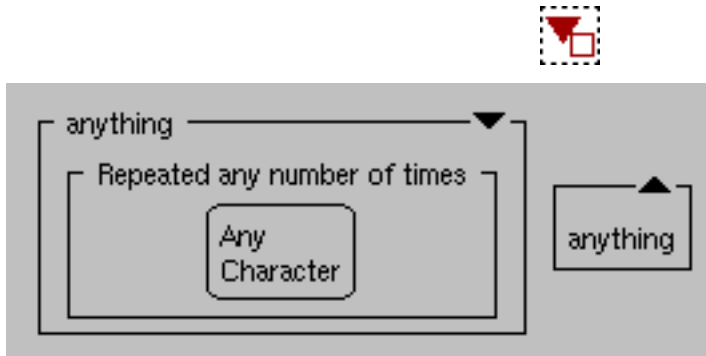 anything
Repeated any number of times
Any
Character
anything